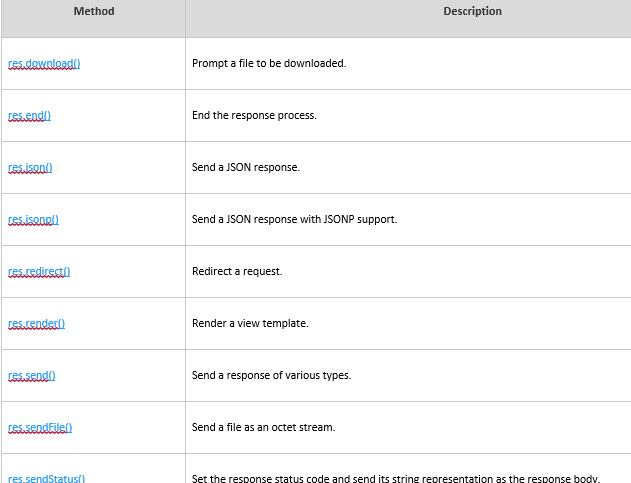 Method Description
res.download() Prompt a file to be downloaded.
res.end() End the response process.
res.json() Send a JSON response.
res.jsonp() Send a JSON response with JSONP support.
res.redirect() Redirect a request.
res.render() Render a view template.
res.send() Send a response of various types.
res.sendFile() Send a file as an octet stream.
res.sendStatus() Set the response status code and send its string representation as the response body.